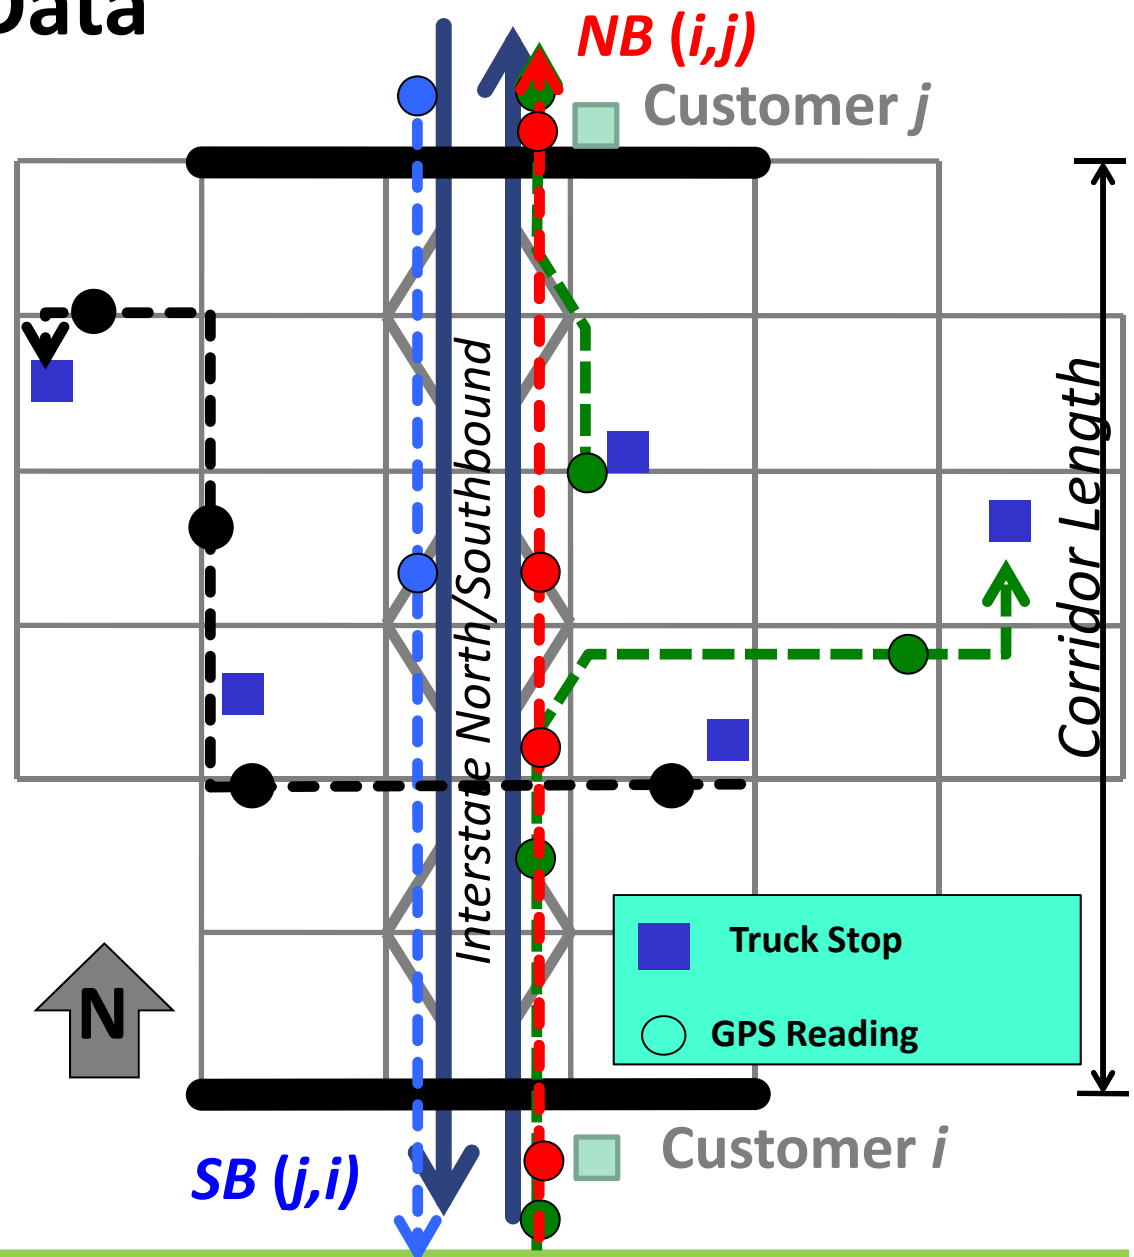 Data
NB (i,j)
Customer j
Interstate North/Southbound
Corridor Length
Truck Stop
GPS Reading
N
Customer i
SB (j,i)